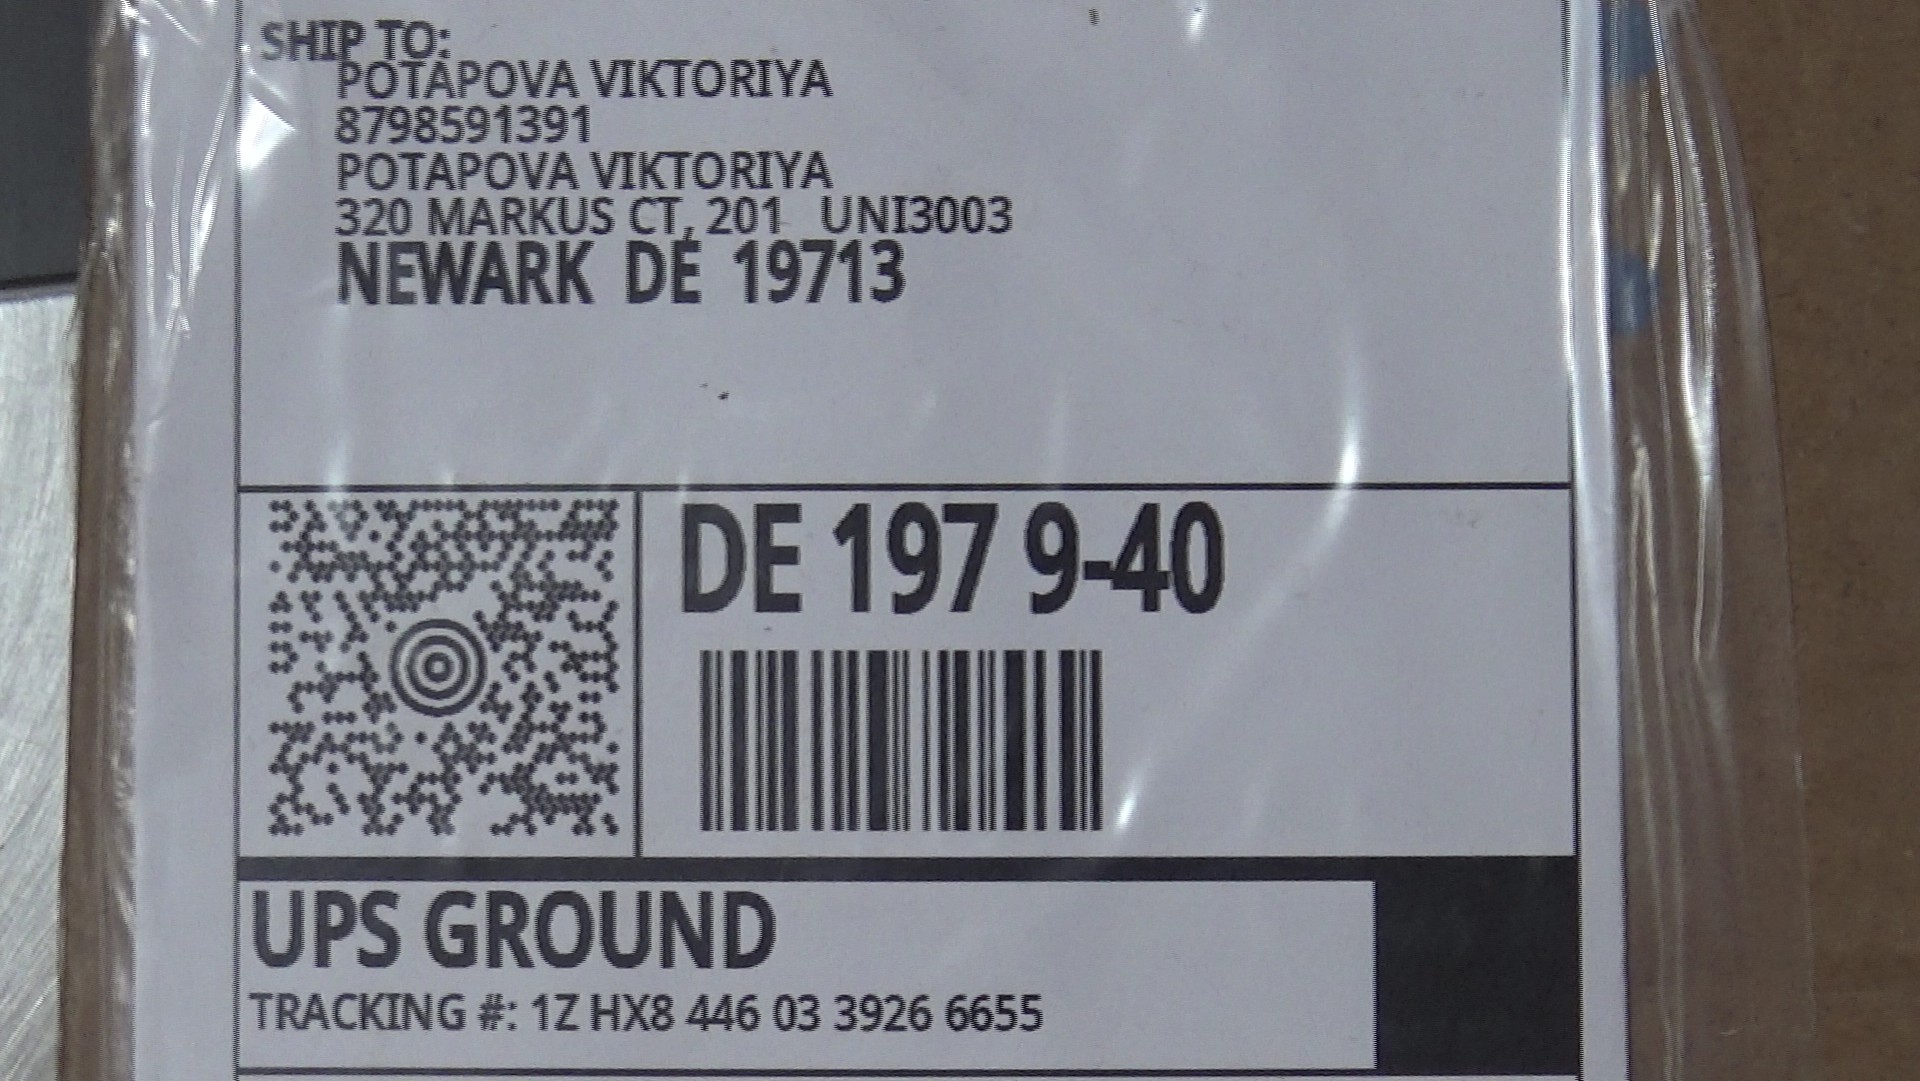 SHIP TO:
POTAPOVA VIKTORIYA
8798591391
POTAPOVA VIKTORIYA
320 MARKUS CT, 201 UNI3003
NEWARK DE 19713
DE 197 9-40
UPS GROUND
TRACKING #: 1Z HX8 446 03 3926 6655